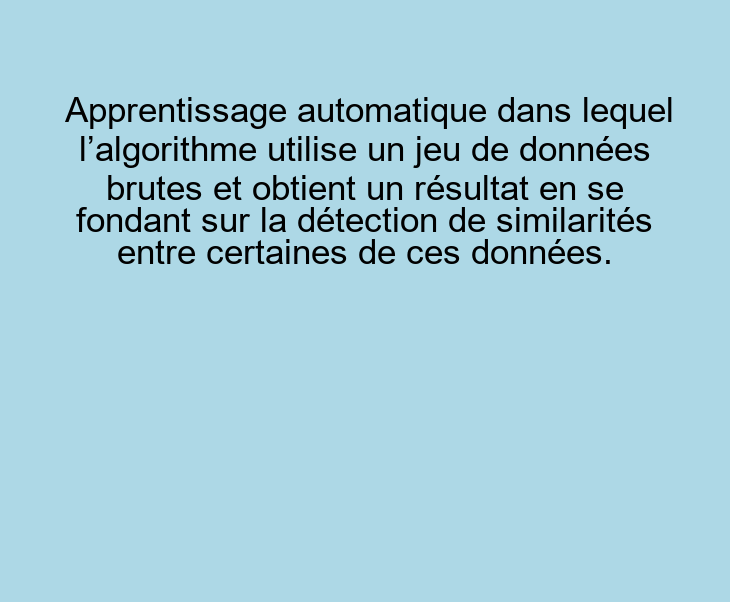 Apprentissage automatique dans lequel
l’algorithme utilise un jeu de données
brutes et obtient un résultat en se
fondant sur la détection de similarités
entre certaines de ces données.